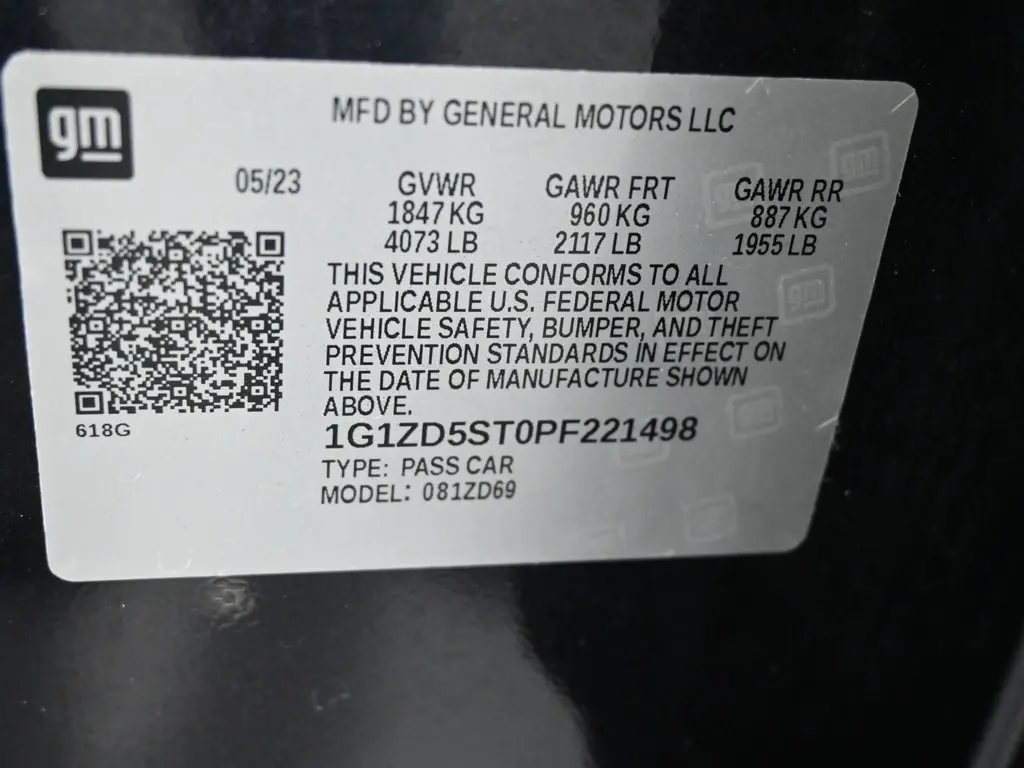 gm
MFD BY GENERAL MOTORS LLC
05/23 GVWR GAWR FRT GAWR RR
1847 KG 960 KG 887 KG
4073 LB 2117 LB 1955 LB
THIS VEHICLE CONFORMS TO ALL
APPLICABLE U.S. FEDERAL MOTOR
VEHICLE SAFETY, BUMPER, AND THEFT
PREVENTION STANDARDS IN EFFECT ON
THE DATE OF MANUFACTURE SHOWN
ABOVE.
618G
1G1ZD5ST0PF221498
TYPE: PASS CAR
MODEL: 081ZD69